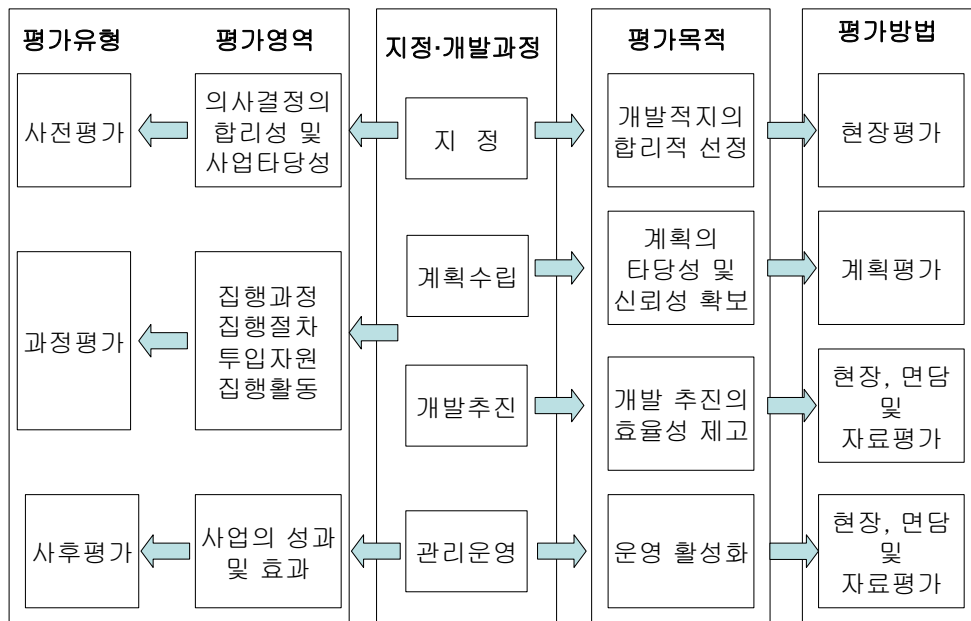 평가유형
평가영역
지정·개발과정
평가목적
평가방법
사전평가
의사결정의
합리성 및
사업타당성
지 정
개발적지의
합리적 선정
현장평가
과정평가
집행과정
집행절차
투입자원
집행활동
계획수립
계획의
타당성 및
신뢰성 확보
계획평가
개발추진
개발 추진의
효율성 제고
현장, 면담
및
자료평가
사후평가
사업의 성과
및 효과
관리운영
운영 활성화
현장, 면담
및
자료평가